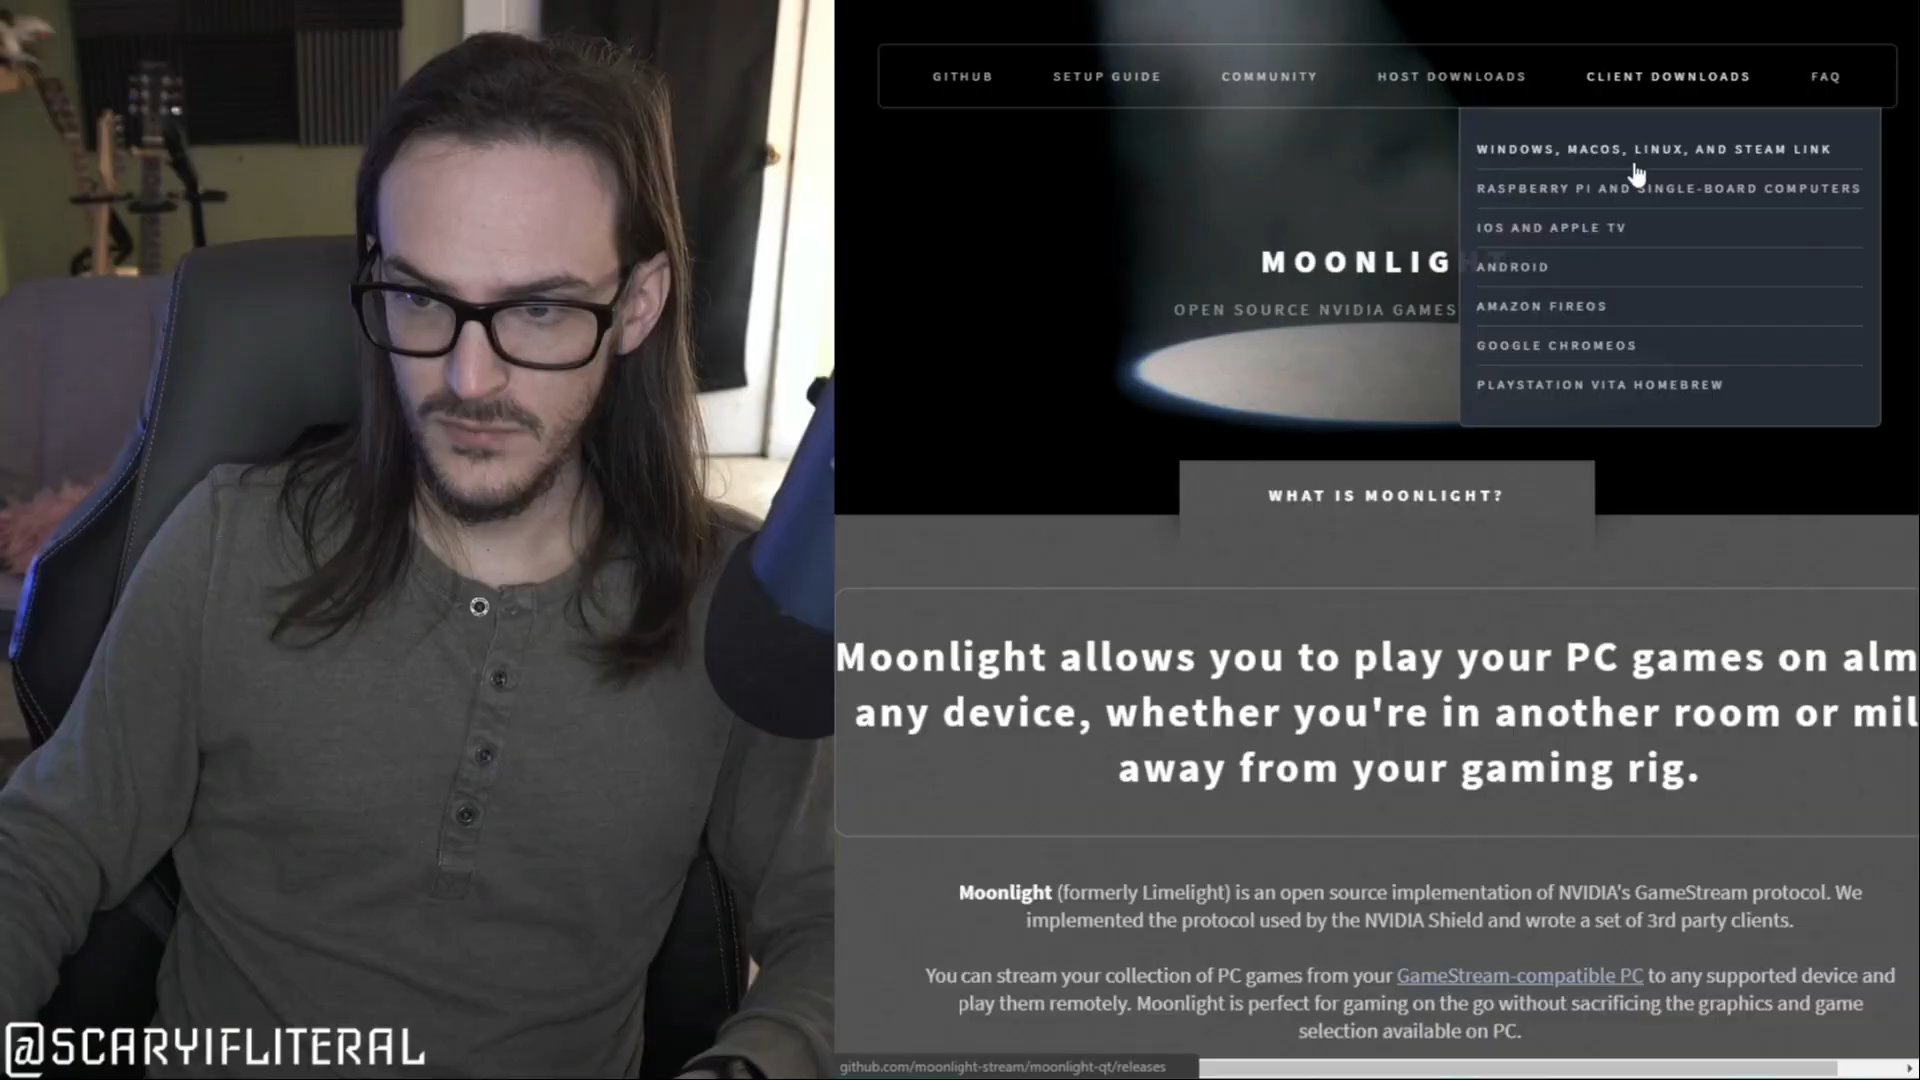 GITHUB
SETUP GUIDE
COMMUNITY
HOST DOWNLOADS
CLIENT DOWNLOADS
FAQ
WINDOWS, MACOS, LINUX, AND STEAM LINK
RASPBERRY PI AND SINGLE-BOARD COMPUTERS
IOS AND APPLE TV
ANDROID
AMAZON FIREOS
GOOGLE CHROMEOS
PLAYSTATION VITA HOMEBREW
MOONLIGHT
OPEN SOURCE NVIDIA GAMES
WHAT IS MOONLIGHT?
Moonlight allows you to play your PC games on alm
any device, whether you're in another room or mil
away from your gaming rig.
Moonlight (formerly Limelight) is an open source implementation of NVIDIA's GameStream protocol. We
implemented the protocol used by the NVIDIA Shield and wrote a set of 3rd party clients.
You can stream your collection of PC games from your GameStream-compatible PC to any supported device and
play them remotely. Moonlight is perfect for gaming on the go without sacrificing the graphics and game
selection available on PC.
@SCARYIFLITERAL
github.com/moonlight-stream/moonlight-qt/releases